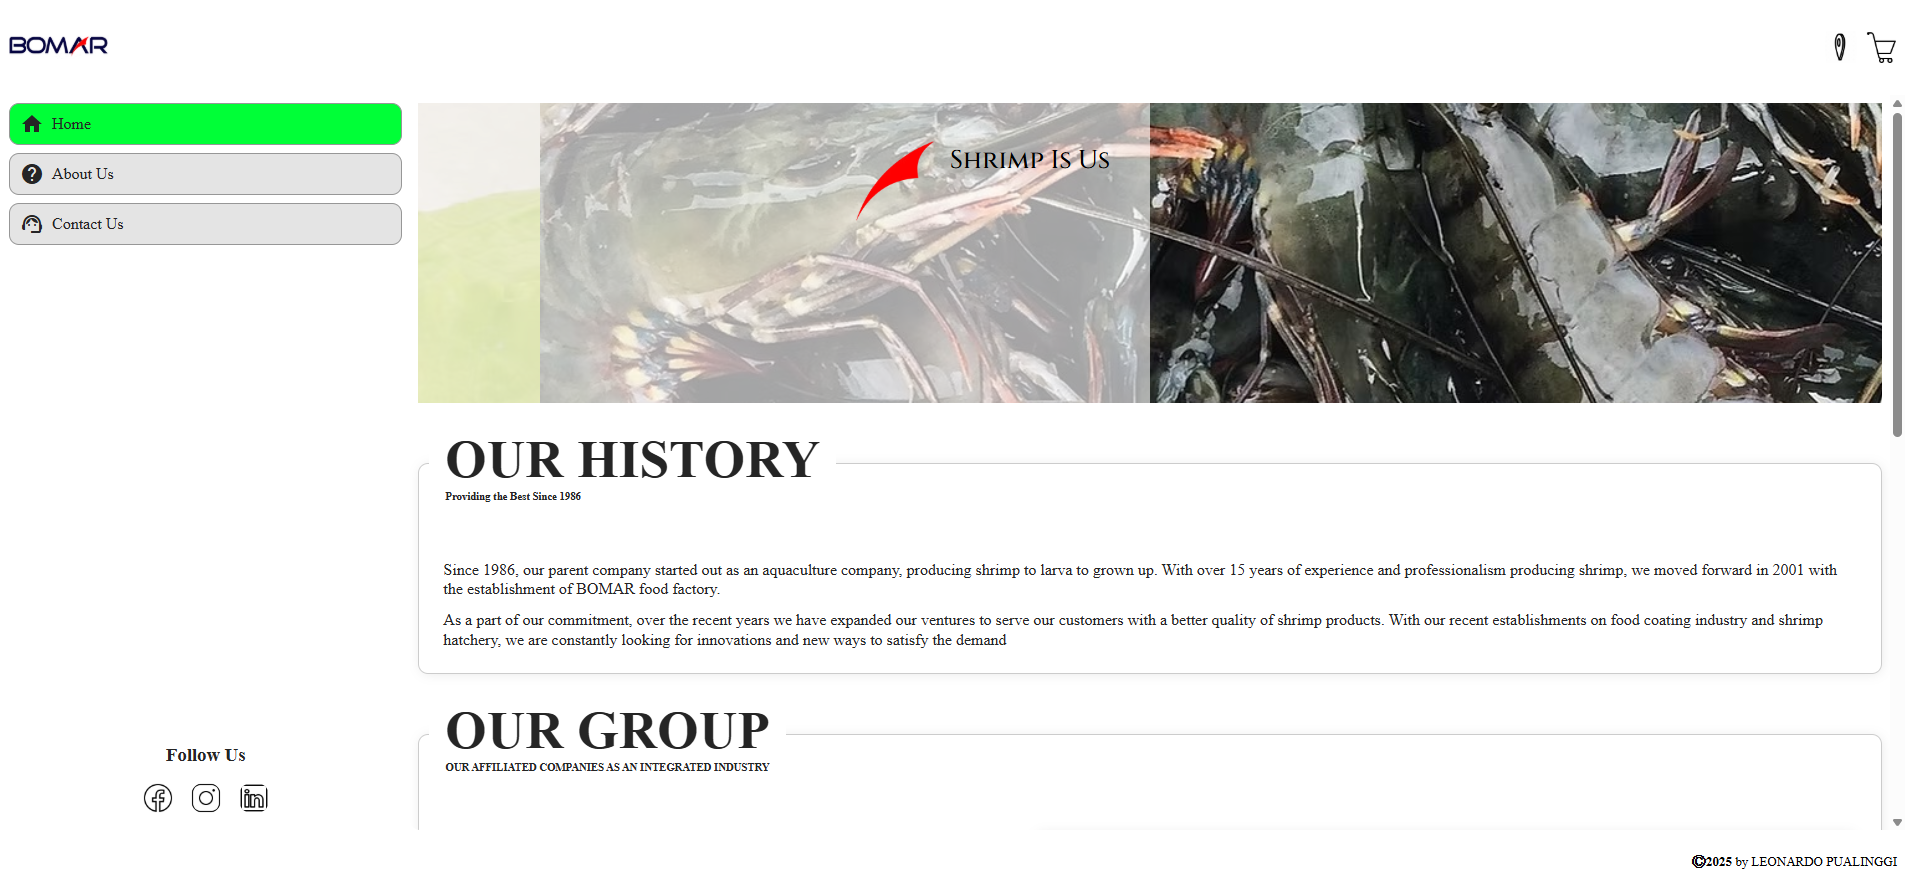 BOMAR
Home
About Us
Contact Us
Shrimp Is Us
OUR HISTORY
Providing the Best Since 1986
Since 1986, our parent company started out as an aquaculture company, producing shrimp to larva to grown up. With over 15 years of experience and professionalism producing shrimp, we moved forward in 2001 with
the establishment of BOMAR food factory.
As a part of our commitment, over the recent years we have expanded our ventures to serve our customers with a better quality of shrimp products. With our recent establishments on food coating industry and shrimp
hatchery, we are constantly looking for innovations and new ways to satisfy the demand
OUR GROUP
OUR AFFILIATED COMPANIES AS AN INTEGRATED INDUSTRY
Follow Us
©2025 by LEONARDO PUALINGGI